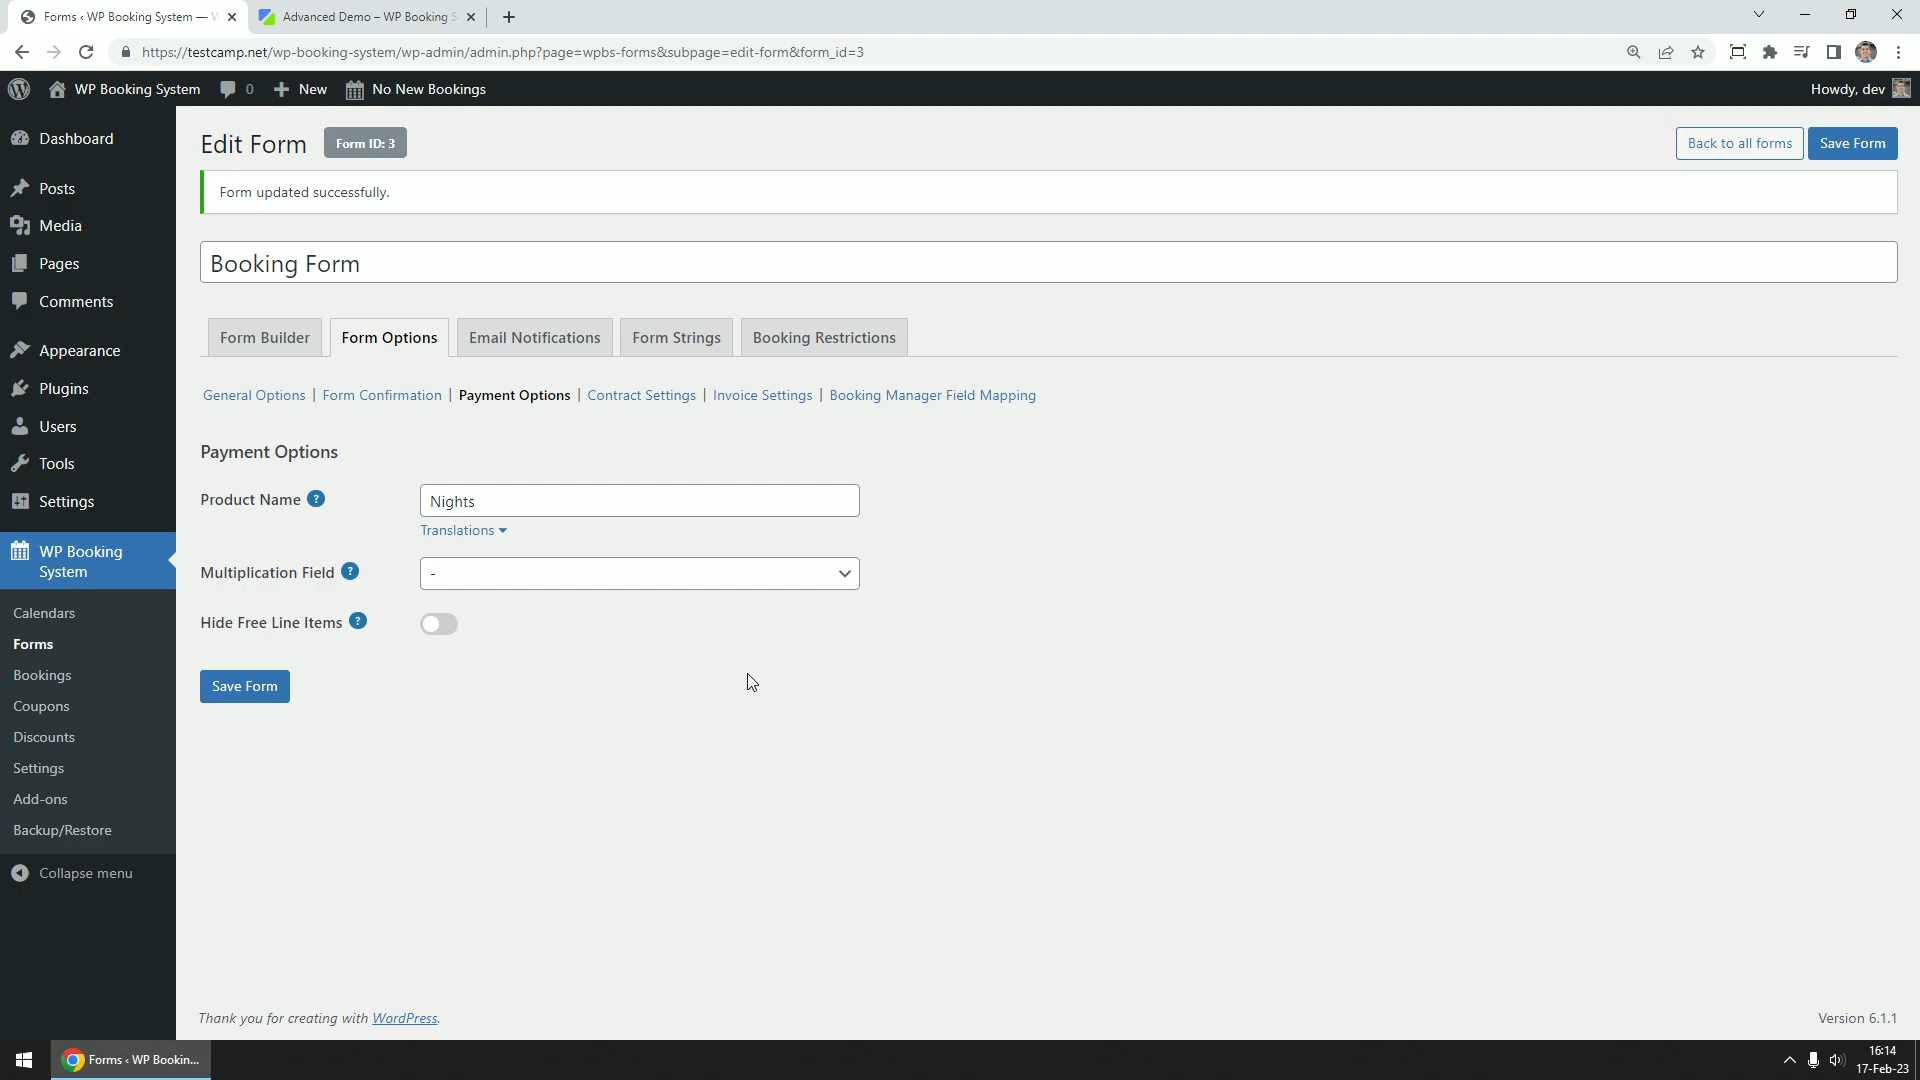 Forms ‹ WP Booking System — W
Advanced Demo – WP Booking S
https://testcamp.net/wp-booking-system/wp-admin/admin.php?page=wpbs-forms&subpage=edit-form&form_id=3
WP Booking System
0
New
No New Bookings
Howdy, dev
Dashboard
Posts
Media
Pages
Comments
Appearance
Plugins
Users
Tools
Settings
WP Booking
System
Calendars
Forms
Bookings
Coupons
Discounts
Settings
Add-ons
Backup/Restore
Collapse menu
Edit Form
Form ID: 3
Back to all forms
Save Form
Form updated successfully.
Booking Form
Form Builder
Form Options
Email Notifications
Form Strings
Booking Restrictions
General Options | Form Confirmation | Payment Options | Contract Settings | Invoice Settings | Booking Manager Field Mapping
Payment Options
Product Name ?
Nights
Translations
Multiplication Field ?
-
Hide Free Line Items ?
Save Form
Thank you for creating with WordPress.
Version 6.1.1
Forms ‹ WP Bookin...
16:14
17-Feb-23